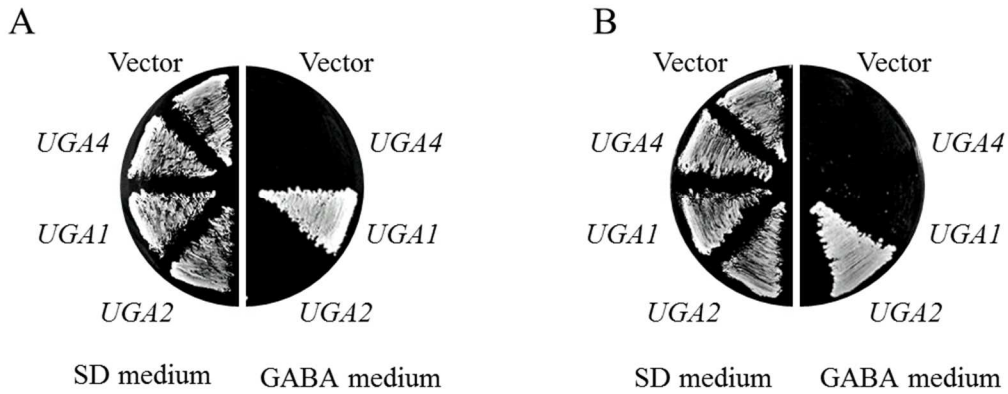 A
Vector
Vector
UGA4
UGA4
UGA1
UGA1
UGA2
UGA2
SD medium
GABA medium
B
Vector
Vector
UGA4
UGA4
UGA1
UGA1
UGA2
UGA2
SD medium
GABA medium